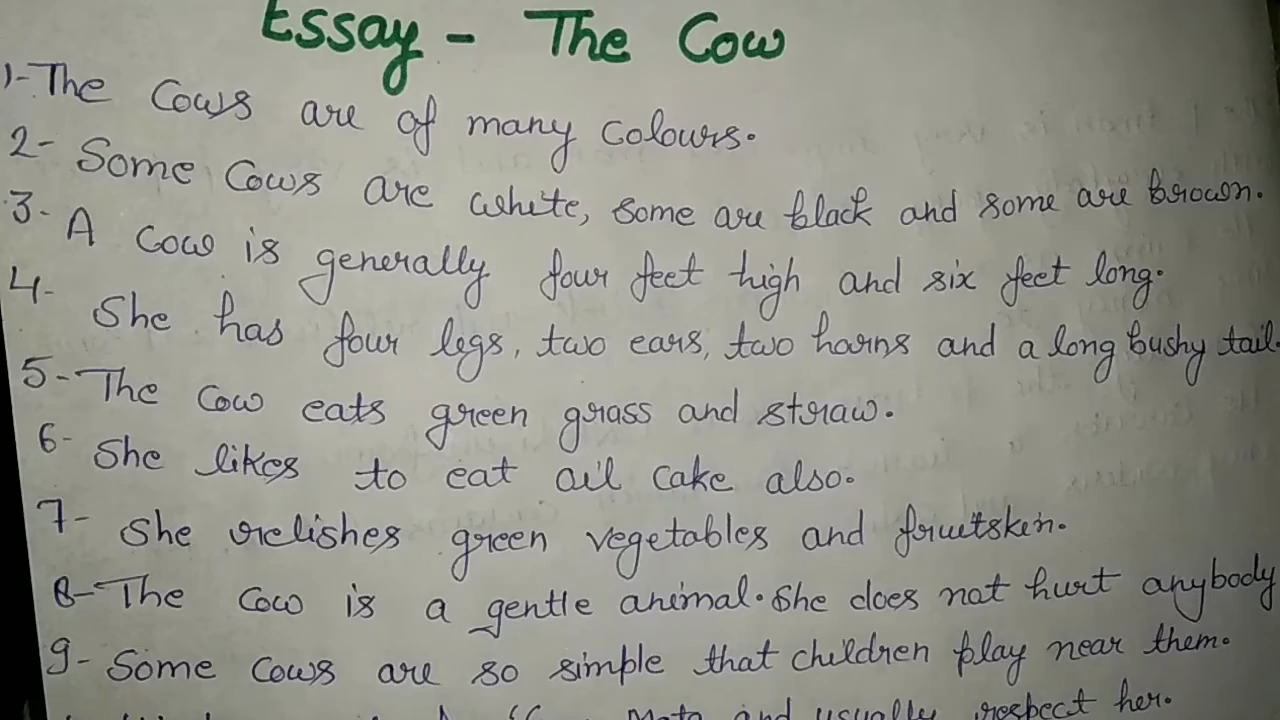 Essay - The Cow
1- The Cows are of many colours.
2- Some Cows are white, some are black and some are brown.
3- A cow is generally four feet high and six feet long.
4- She has four legs, two ears, two horns and a long bushy tail.
5- The Cow eats green grass and straw.
6- She likes to eat oil cake also.
7- She relishes green vegetables and fruitskin.
8- The Cow is a gentle animal. She does not hurt anybody
9- Some Cows are so simple that children play near them.
and usually respect her.